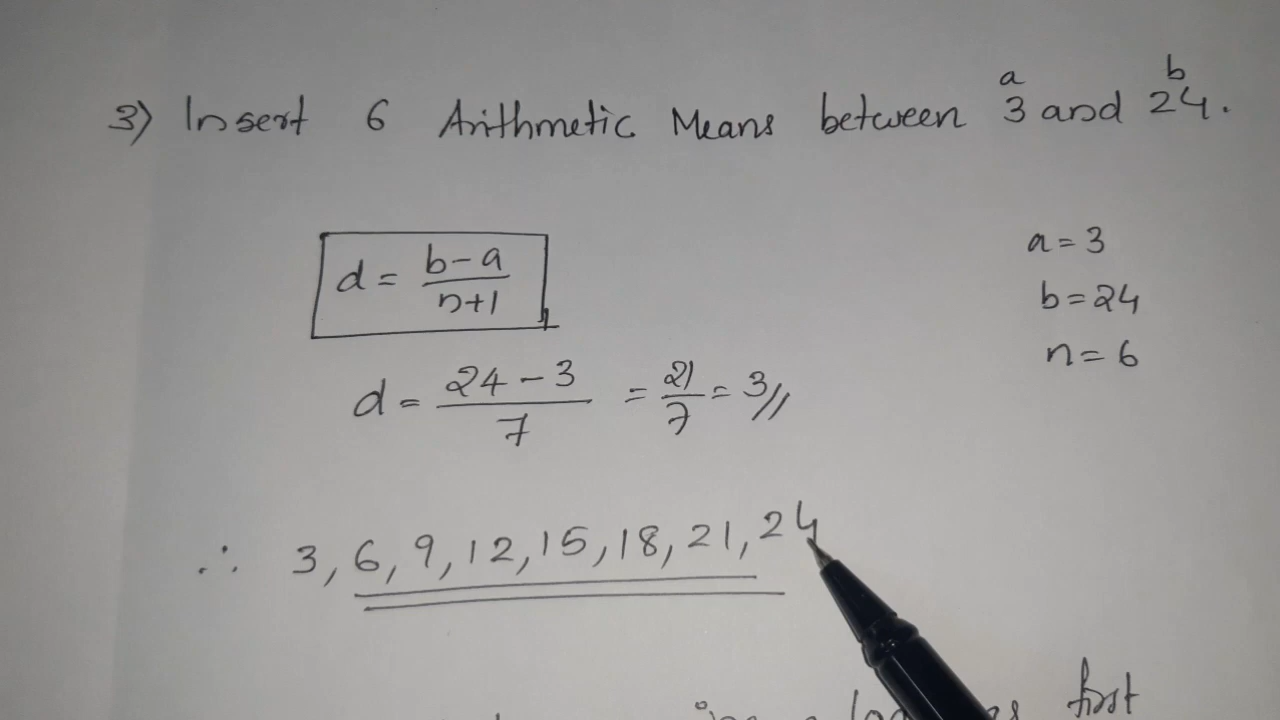 a b
3) Insert 6 Arithmetic Means between 3 and 24.
d = b-a / n+1
a = 3
b = 24
n = 6
d = 24 - 3 / 7 = 21 / 7 = 3 //
∴ 3, 6, 9, 12, 15, 18, 21, 24
first